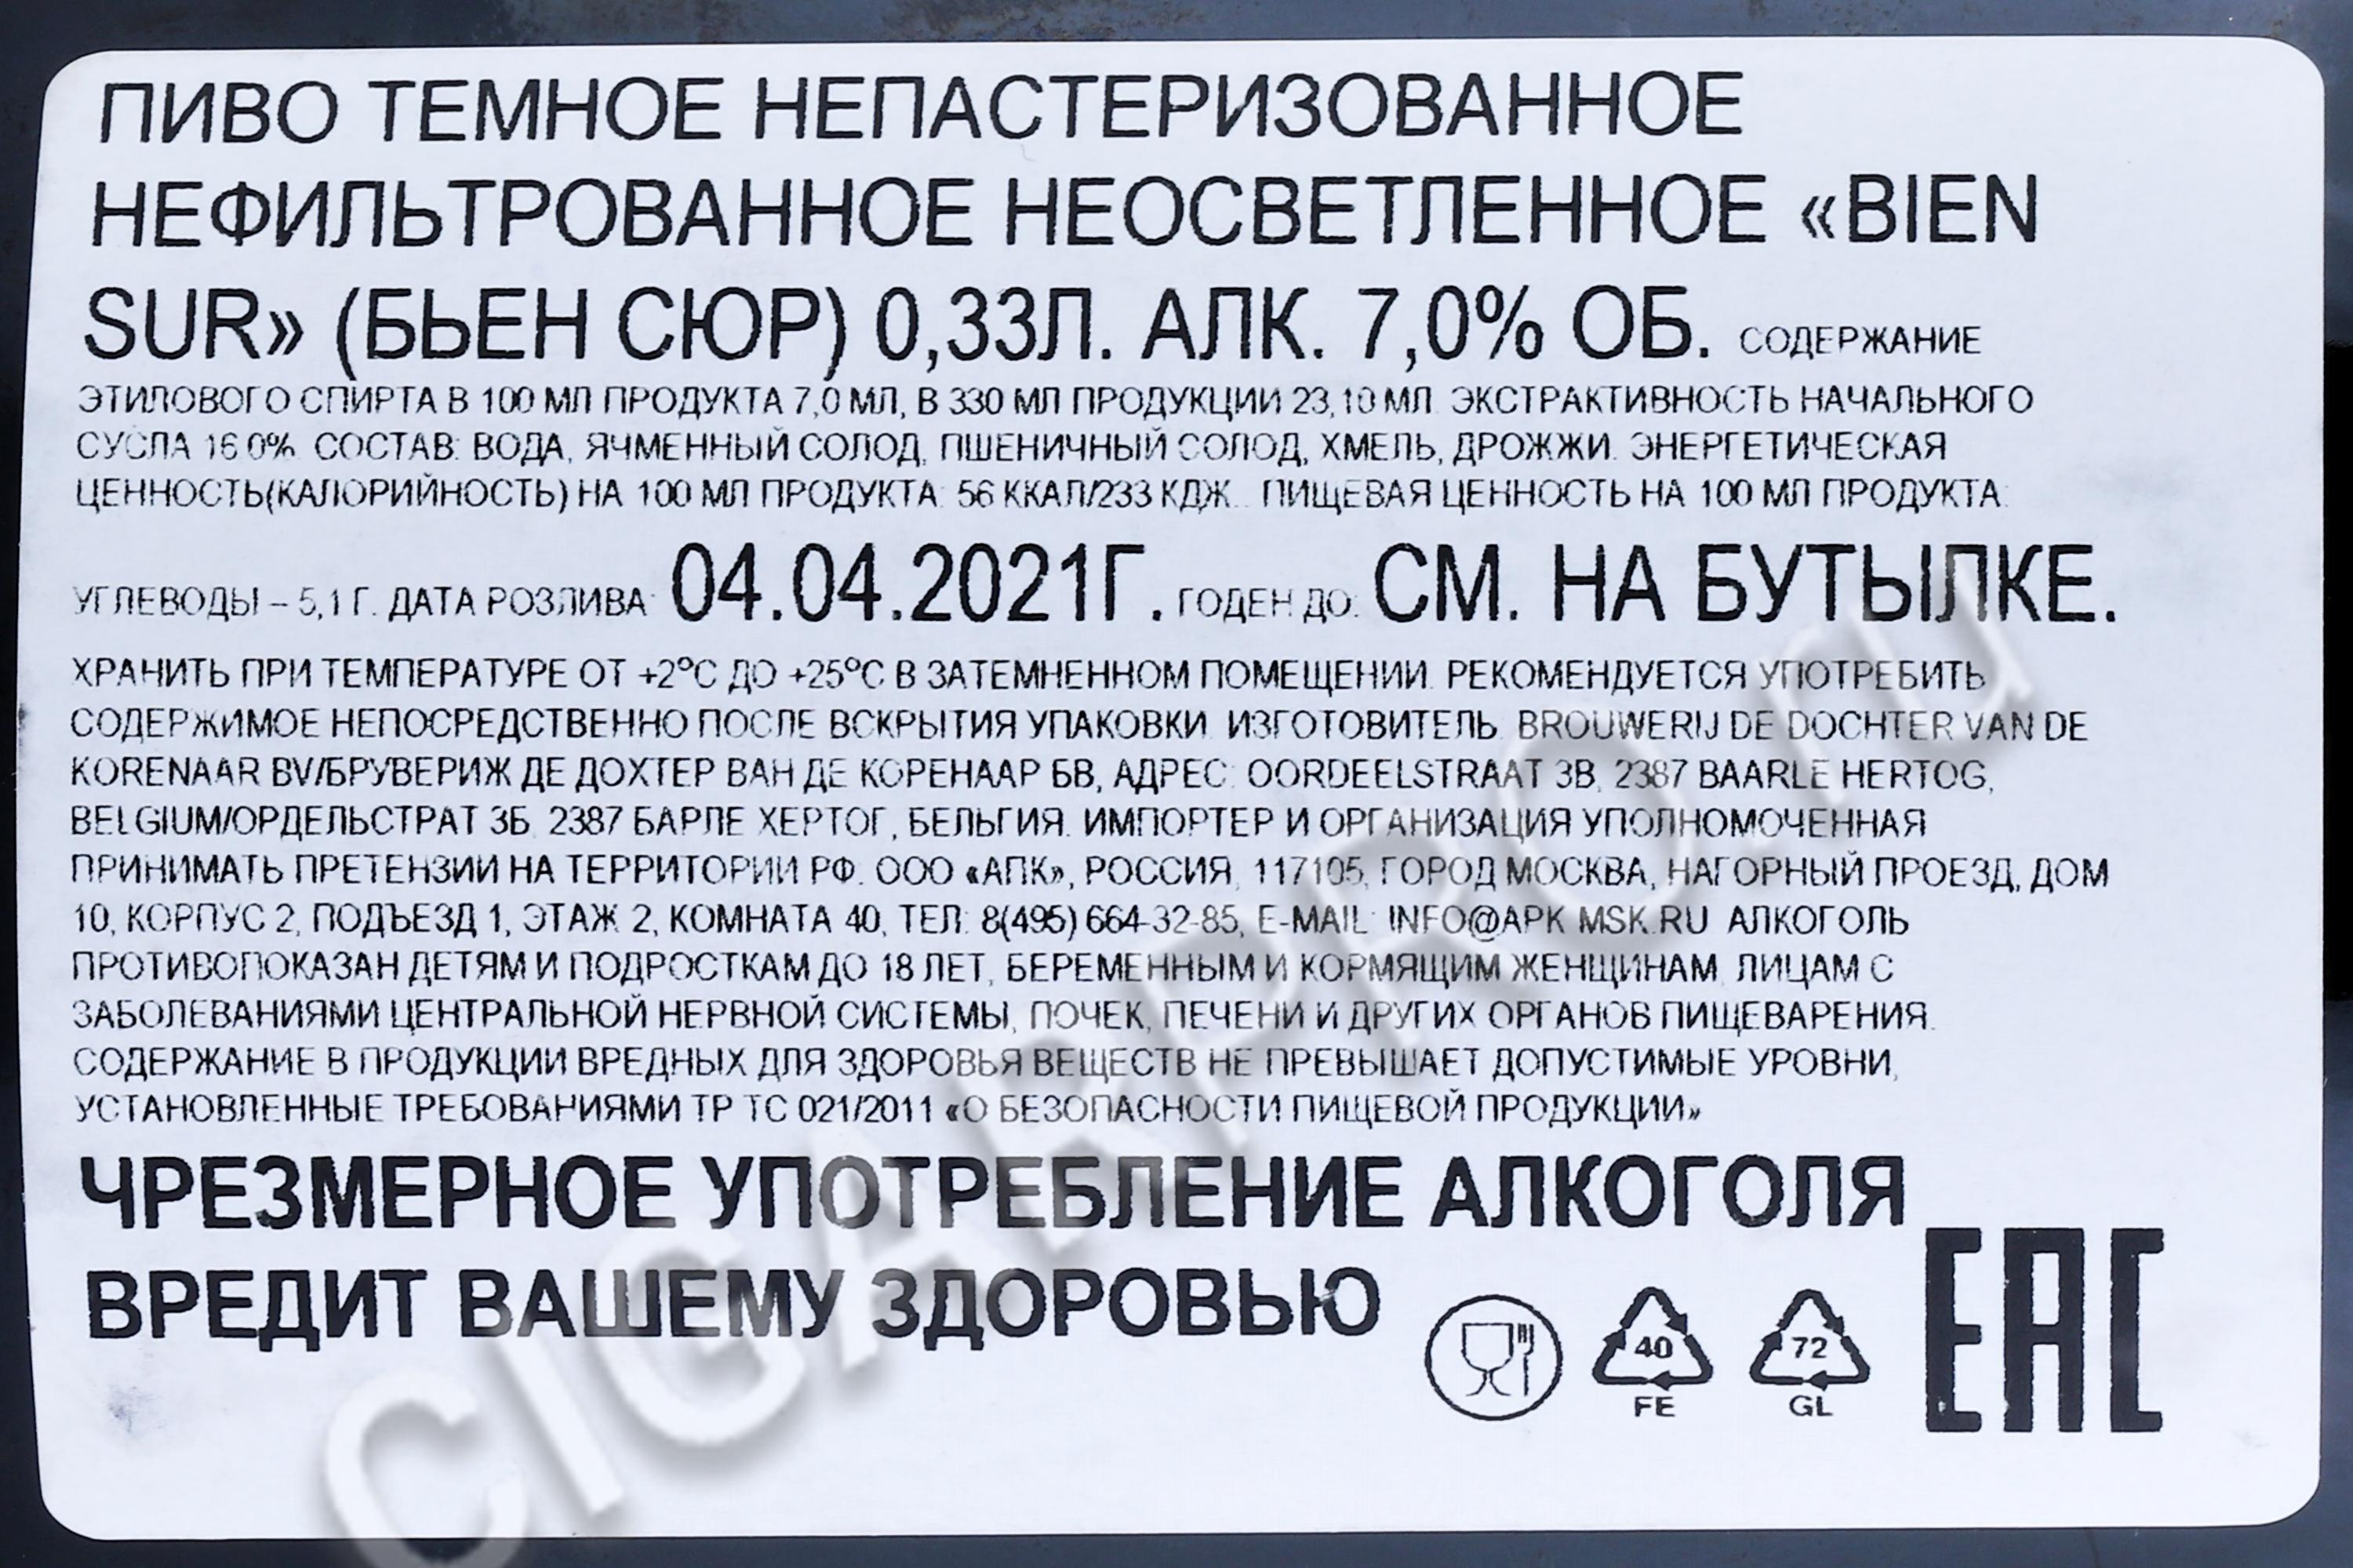 ПИВО ТЕМНОЕ НЕПАСТЕРИЗОВАННОЕ
НЕФИЛЬТРОВАННОЕ НЕОСВЕТЛЕННОЕ «BIEN
SUR» (БЬЕН СЮР) 0,33Л. АЛК. 7,0% ОБ. СОДЕРЖАНИЕ
ЭТИЛОВОГО СПИРТА В 100 МЛ ПРОДУКТА 7,0 МЛ, В 330 МЛ ПРОДУКЦИИ 23,10 МЛ. ЭКСТРАКТИВНОСТЬ НАЧАЛЬНОГО
СУСЛА 16.0%. СОСТАВ: ВОДА, ЯЧМЕННЫЙ СОЛОД, ПШЕНИЧНЫЙ СОЛОД, ХМЕЛЬ, ДРОЖЖИ. ЭНЕРГЕТИЧЕСКАЯ
ЦЕННОСТЬ(КАЛОРИЙНОСТЬ) НА 100 МЛ ПРОДУКТА: 56 ККАЛ/233 КДЖ.. ПИЩЕВАЯ ЦЕННОСТЬ НА 100 МЛ ПРОДУКТА:
УГЛЕВОДЫ – 5,1 Г. ДАТА РОЗЛИВА: 04.04.2021Г. ГОДЕН ДО: СМ. НА БУТЫЛКЕ.
ХРАНИТЬ ПРИ ТЕМПЕРАТУРЕ ОТ +2°С ДО +25°С В ЗАТЕМНЕННОМ ПОМЕЩЕНИИ. РЕКОМЕНДУЕТСЯ УПОТРЕБИТЬ
СОДЕРЖИМОЕ НЕПОСРЕДСТВЕННО ПОСЛЕ ВСКРЫТИЯ УПАКОВКИ. ИЗГОТОВИТЕЛЬ: BROUWERIJ DE DOCHTER VAN DE
KORENAAR BV/БРУВЕРИЖ ДЕ ДОХТЕР ВАН ДЕ КОРЕНААР БВ, АДРЕС: OORDEELSTRAAT 3B, 2387 BAARLE HERTOG,
BELGIUM/ОРДЕЛЬСТРАТ 3Б, 2387 БАРЛЕ ХЕРТОГ, БЕЛЬГИЯ. ИМПОРТЕР И ОРГАНИЗАЦИЯ УПОЛНОМОЧЕННАЯ
ПРИНИМАТЬ ПРЕТЕНЗИИ НА ТЕРРИТОРИИ РФ: ООО «АПК», РОССИЯ, 117105, ГОРОД МОСКВА, НАГОРНЫЙ ПРОЕЗД, ДОМ
10, КОРПУС 2, ПОДЪЕЗД 1, ЭТАЖ 2, КОМНАТА 40, ТЕЛ: 8(495) 664-32-85, E-MAIL: INFO@APK-MSK.RU АЛКОГОЛЬ
ПРОТИВОПОКАЗАН ДЕТЯМ И ПОДРОСТКАМ ДО 18 ЛЕТ, БЕРЕМЕННЫМ И КОРМЯЩИМ ЖЕНЩИНАМ, ЛИЦАМ С
ЗАБОЛЕВАНИЯМИ ЦЕНТРАЛЬНОЙ НЕРВНОЙ СИСТЕМЫ, ПОЧЕК, ПЕЧЕНИ И ДРУГИХ ОРГАНОВ ПИЩЕВАРЕНИЯ.
СОДЕРЖАНИЕ В ПРОДУКЦИИ ВРЕДНЫХ ДЛЯ ЗДОРОВЬЯ ВЕЩЕСТВ НЕ ПРЕВЫШАЕТ ДОПУСТИМЫЕ УРОВНИ,
УСТАНОВЛЕННЫЕ ТРЕБОВАНИЯМИ ТР ТС 021/2011 «О БЕЗОПАСНОСТИ ПИЩЕВОЙ ПРОДУКЦИИ»
ЧРЕЗМЕРНОЕ УПОТРЕБЛЕНИЕ АЛКОГОЛЯ
ВРЕДИТ ВАШЕМУ ЗДОРОВЬЮ
40
FE
72
GL
EAC
CIGARPRO.ru